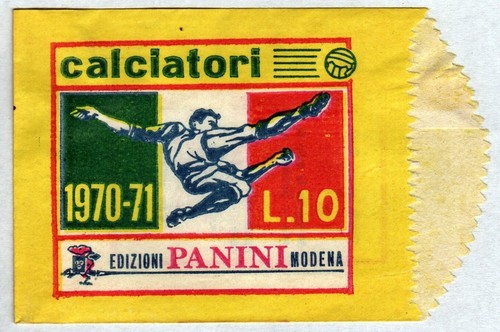 calciatori
1970-71
L.10
EDIZIONI PANINI MODENA